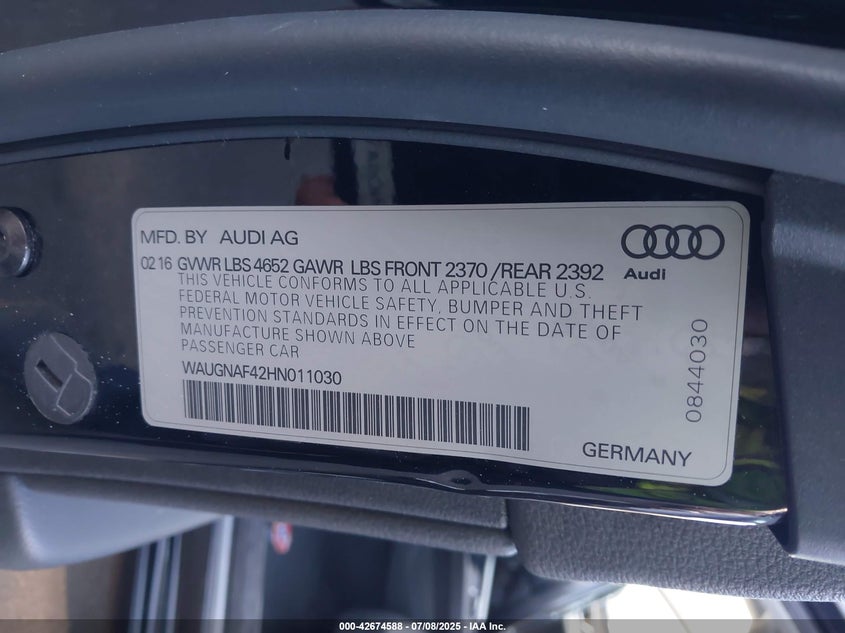 MFD. BY AUDI AG
Audi
02 16 GVWR LBS 4652 GAWR LBS FRONT 2370 /REAR 2392
THIS VEHICLE CONFORMS TO ALL APPLICABLE U.S.
FEDERAL MOTOR VEHICLE SAFETY, BUMPER AND THEFT
PREVENTION STANDARDS IN EFFECT ON THE DATE OF
MANUFACTURE SHOWN ABOVE
PASSENGER CAR
WAUGNAF42HN011030
0844030
GERMANY
000-42674588 - 07/08/2025 - IAA Inc.